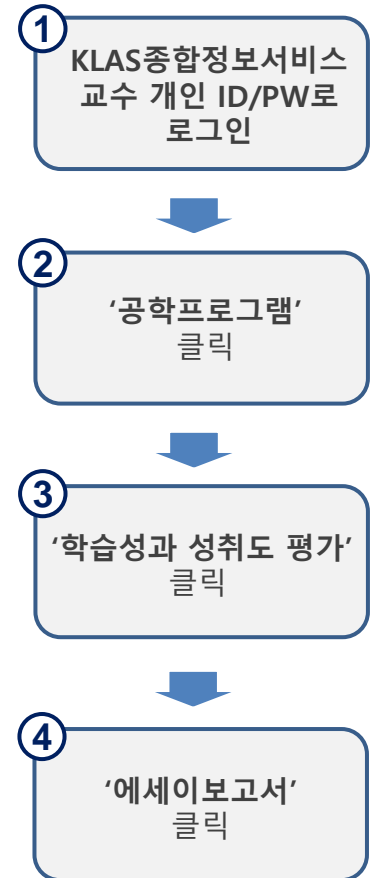 1
KLAS종합정보서비스
교수 개인 ID/PW로
로그인
2
‘공학프로그램’
클릭
3
‘학습성과 성취도 평가’
클릭
4
‘에세이보고서’
클릭